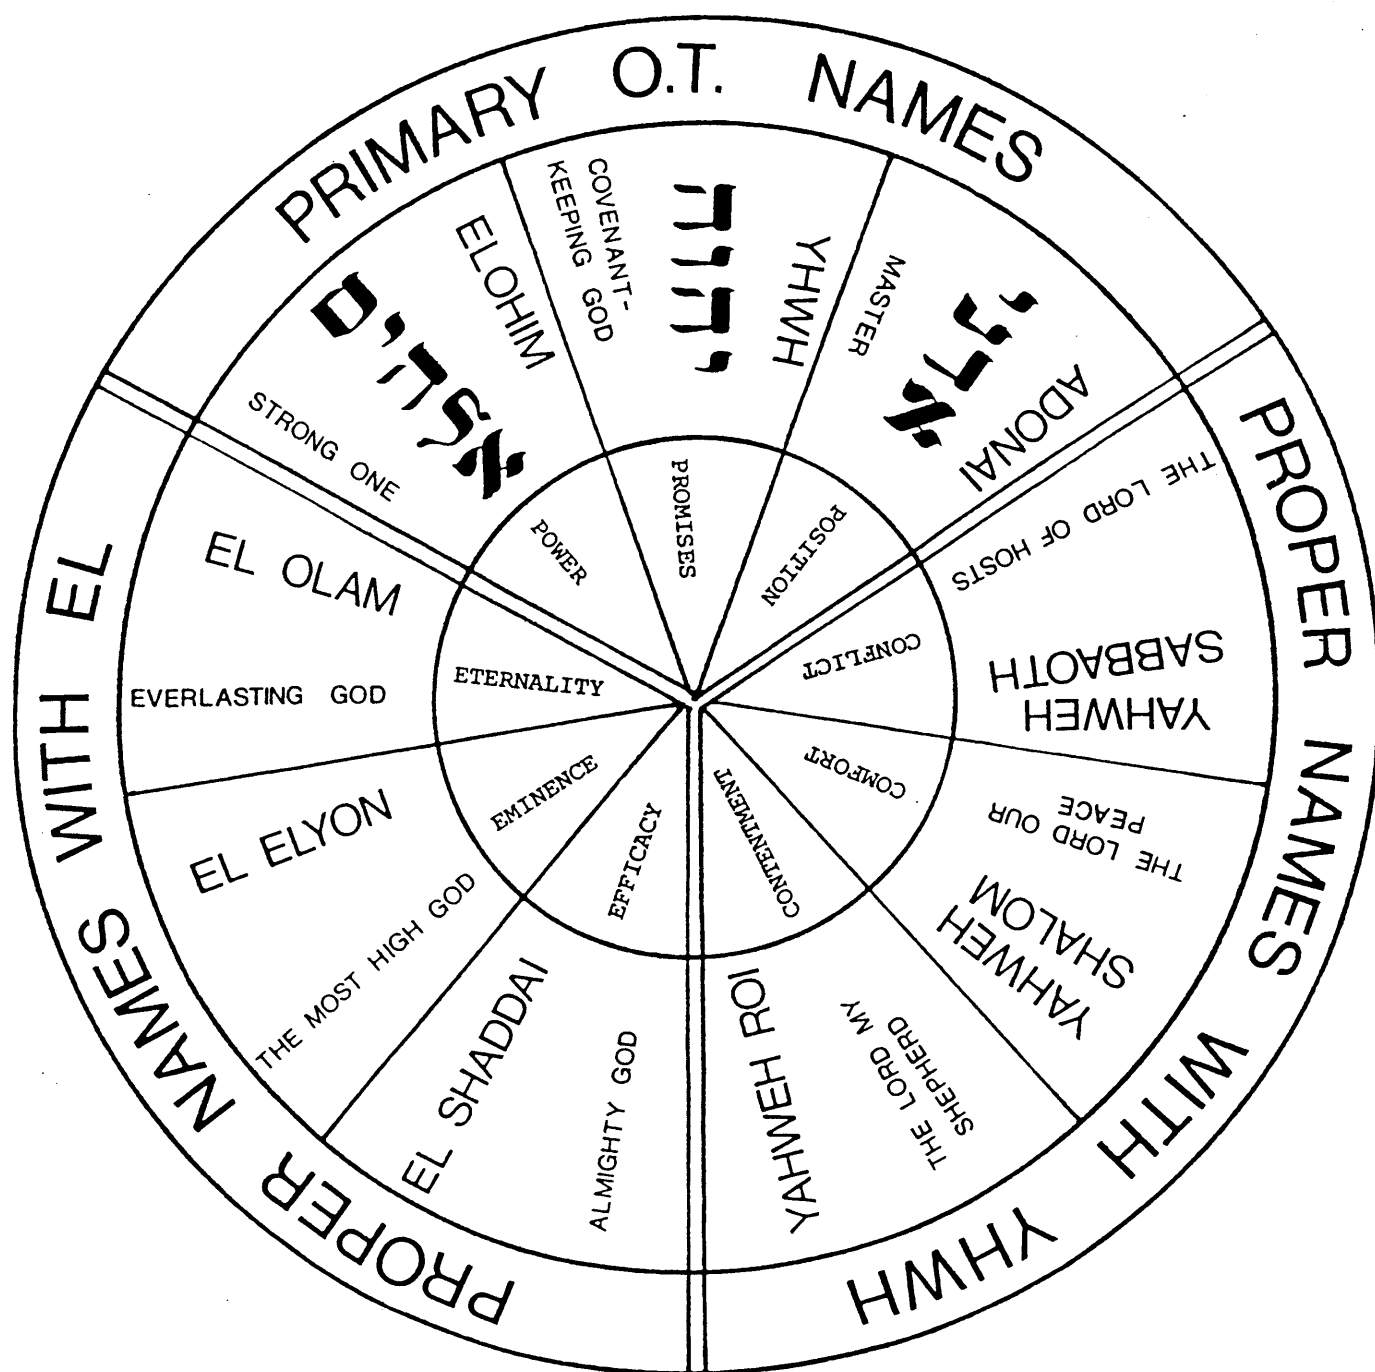 PRIMARY O.T. NAMES
STRONG ONE
אלהים
ELOHIM
POWER
COVENANT-
KEEPING GOD
יהוה
YHWH
PROMISES
MASTER
אדני
ADONAI
POSITION
PROPER NAMES WITH YHWH
THE LORD OF HOSTS
YAHWEH
SABBAOTH
CONFLICT
THE LORD OUR
PEACE
YAHWEH
SHALOM
COMFORT
THE LORD MY
SHEPHERD
YAHWEH ROI
CONTENTMENT
PROPER NAMES WITH EL
EL SHADDAI
ALMIGHTY GOD
EFFICACY
EL ELYON
THE MOST HIGH GOD
EMINENCE
EL OLAM
EVERLASTING GOD
ETERNALITY